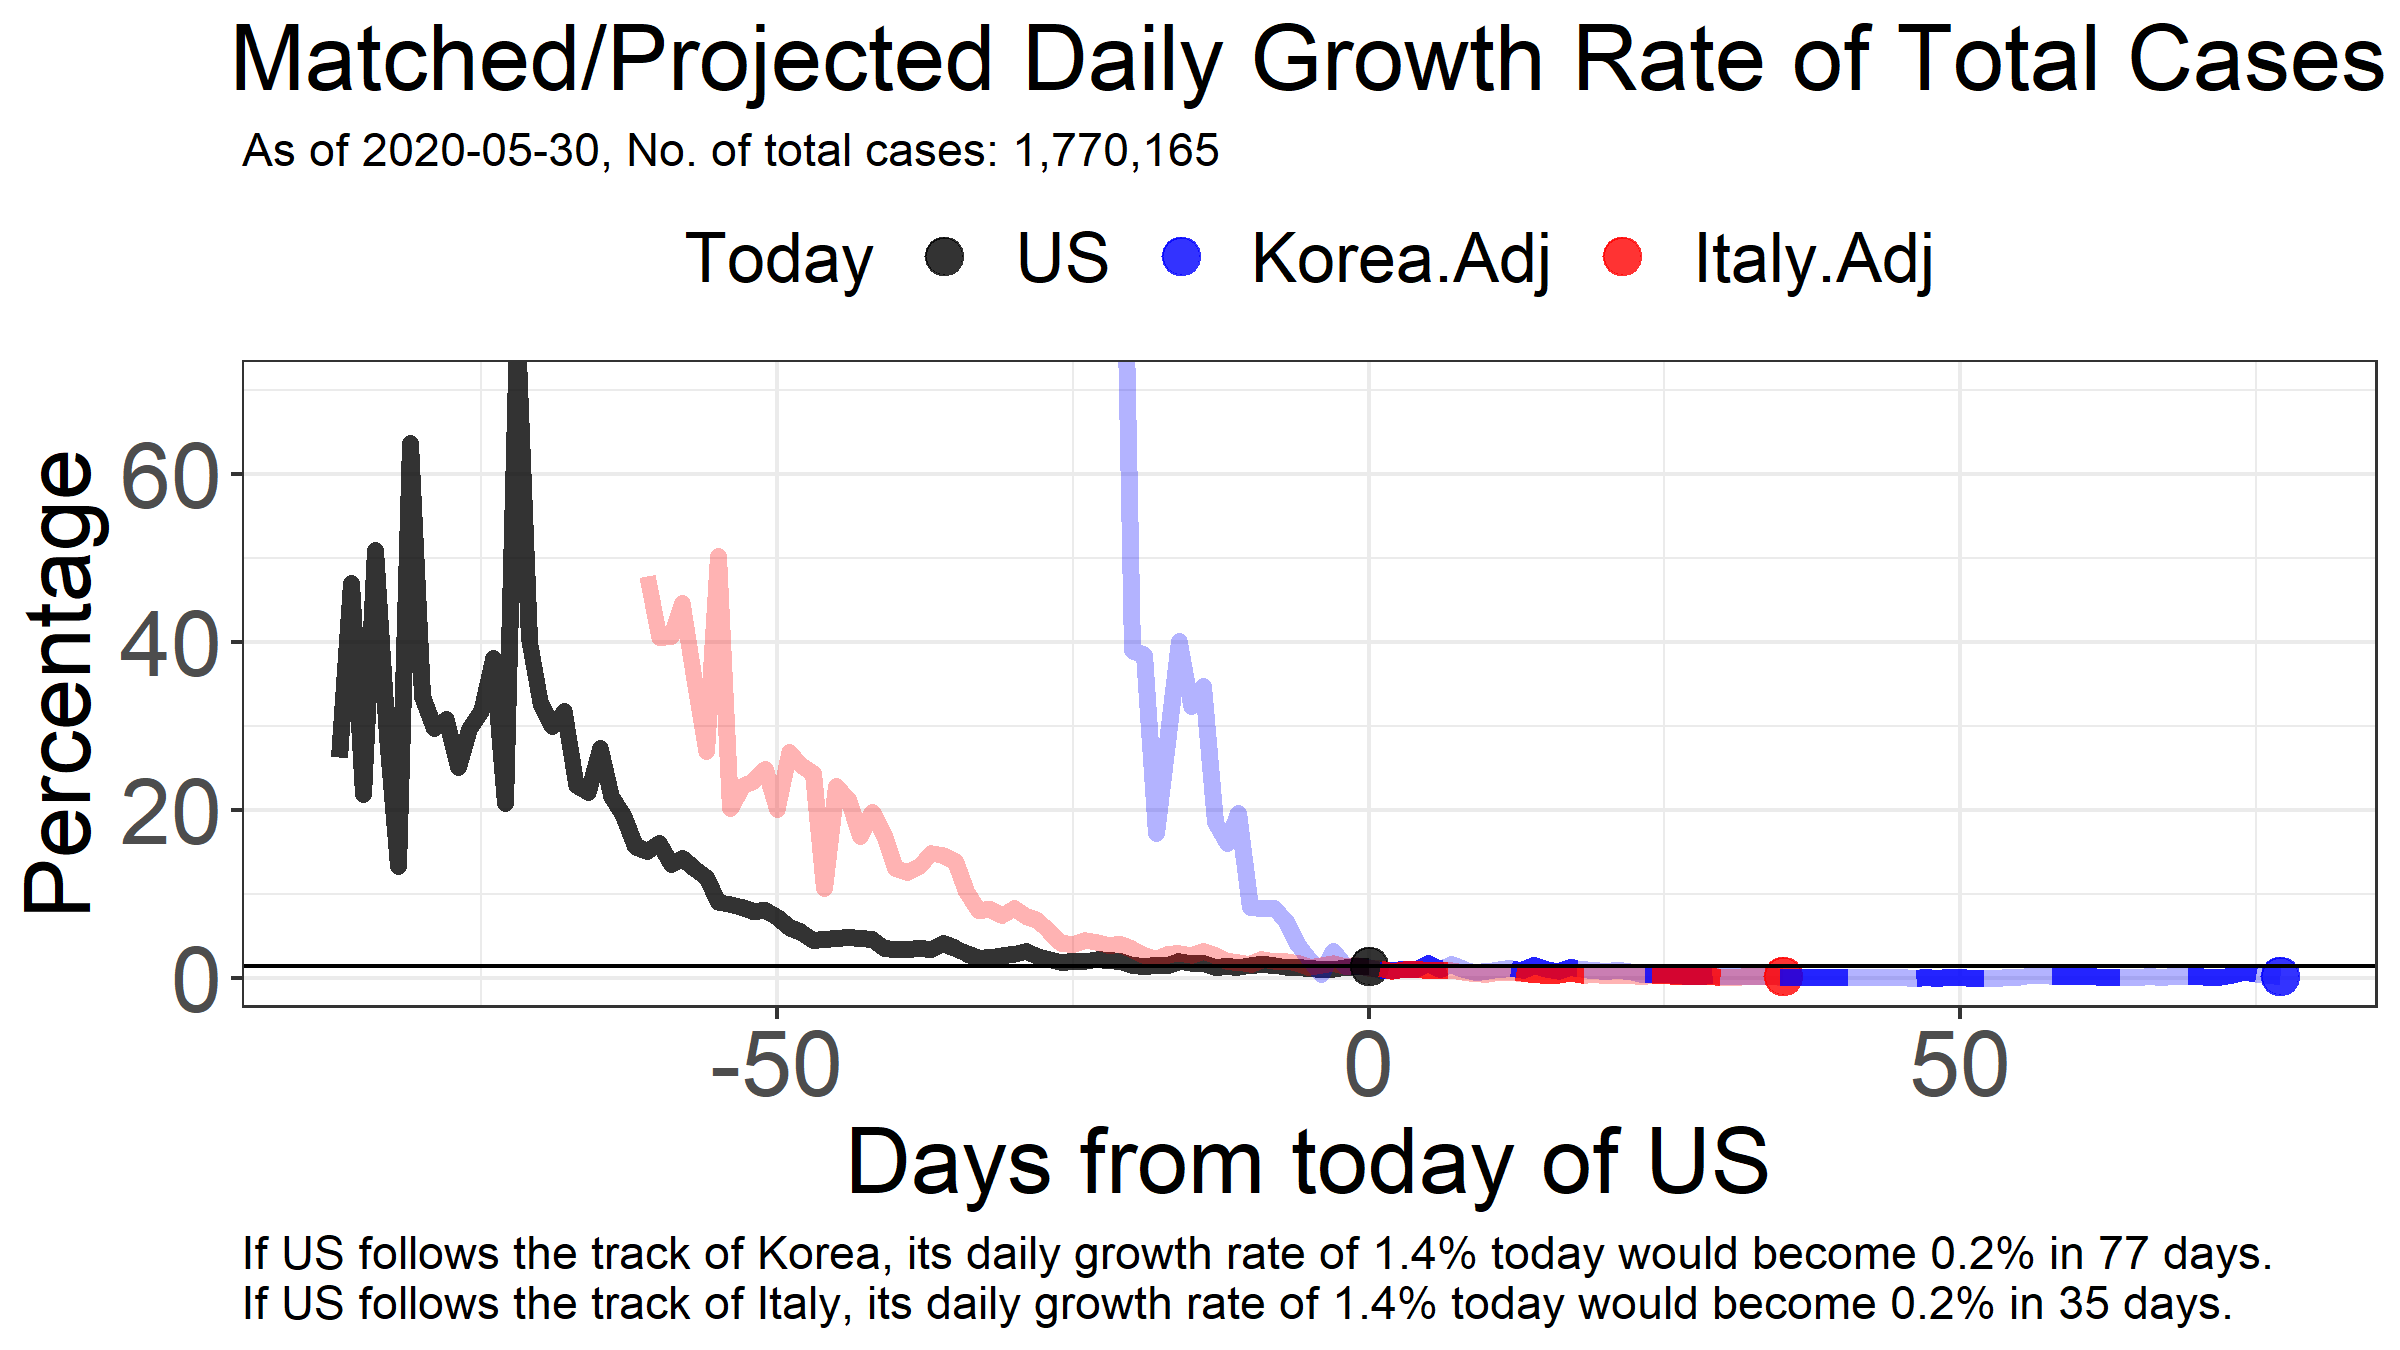 Matched/Projected Daily Growth Rate of Total Cases
As of 2020-05-30, No. of total cases: 1,770,165
Today US Korea.Adj Italy.Adj
Percentage
60
40
20
0
-50 0 50
Days from today of US
If US follows the track of Korea, its daily growth rate of 1.4% today would become 0.2% in 77 days.
If US follows the track of Italy, its daily growth rate of 1.4% today would become 0.2% in 35 days.